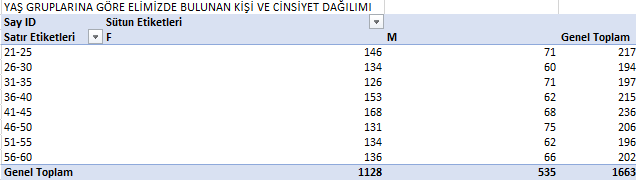 YAŞ GRUPLARINA GÖRE ELİMİZDE BULUNAN KİŞİ VE CİNSİYET DAĞILIMI
Say ID Sütun Etiketleri
Satır Etiketleri F M Genel Toplam
21-25 146 71 217
26-30 134 60 194
31-35 126 71 197
36-40 153 62 215
41-45 168 68 236
46-50 131 75 206
51-55 134 62 196
56-60 136 66 202
Genel Toplam 1128 535 1663